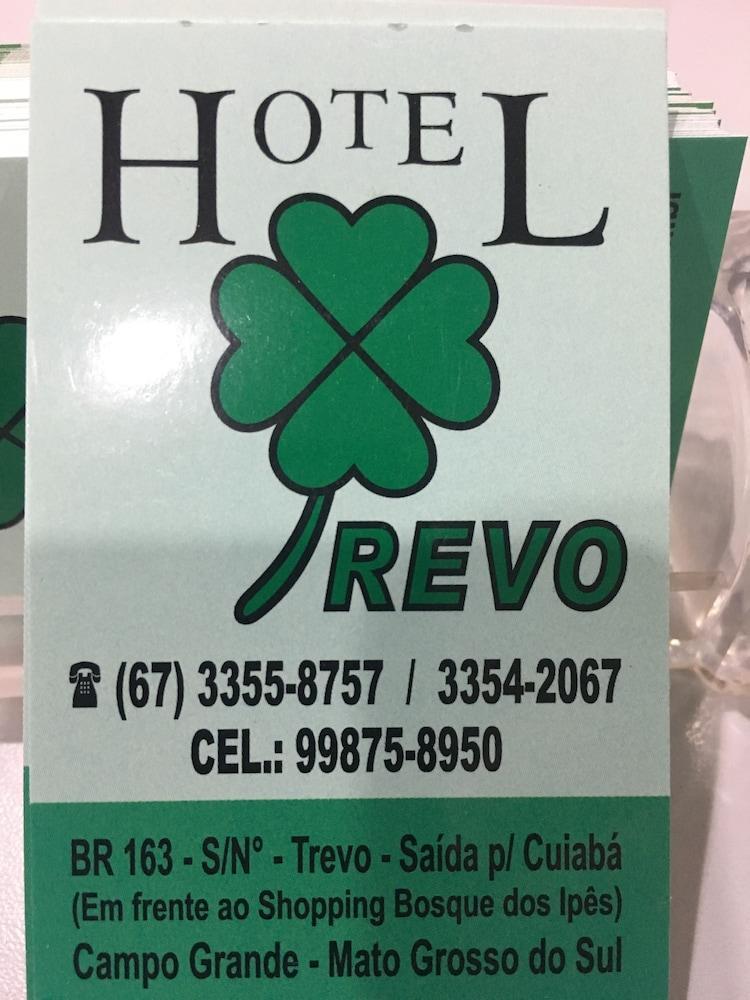 HOTEL
TREVO
(67) 3355-8757 / 3354-2067
CEL.: 99875-8950
BR 163 - S/N° - Trevo - Saída p/ Cuiabá
(Em frente ao Shopping Bosque dos Ipês)
Campo Grande - Mato Grosso do Sul